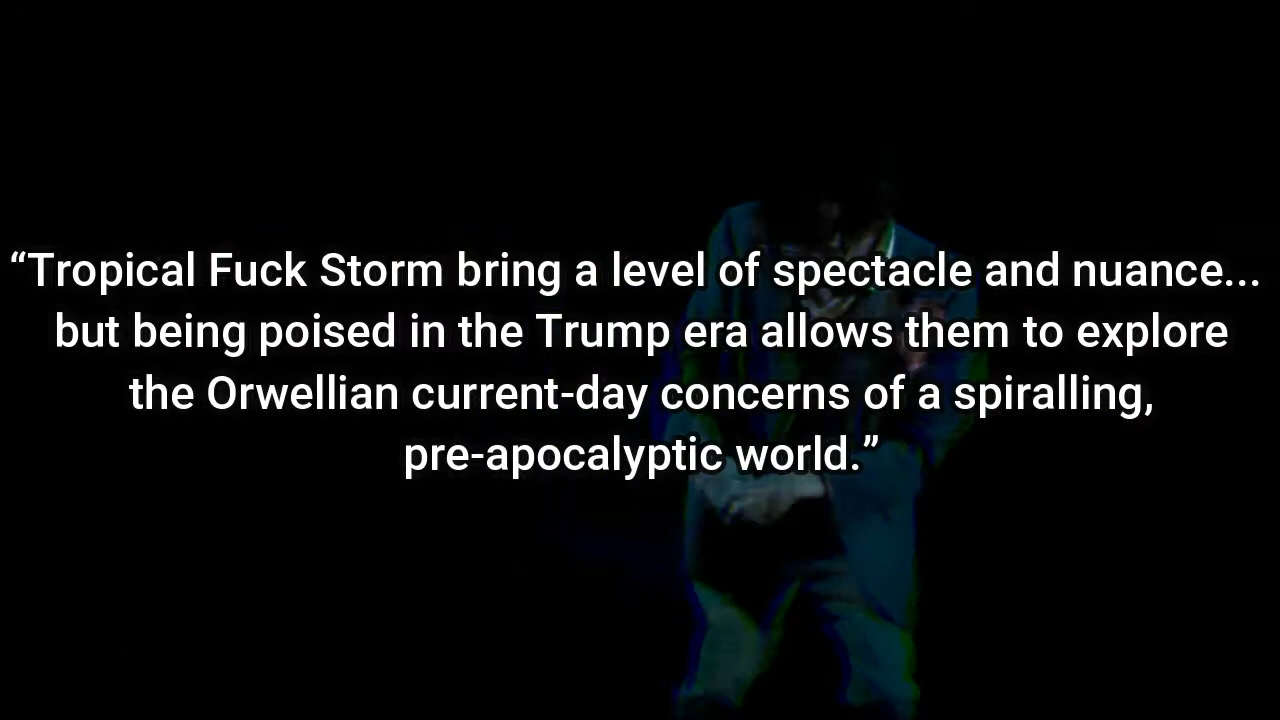 “Tropical Fuck Storm bring a level of spectacle and nuance...
but being poised in the Trump era allows them to explore
the Orwellian current-day concerns of a spiralling,
pre-apocalyptic world.”